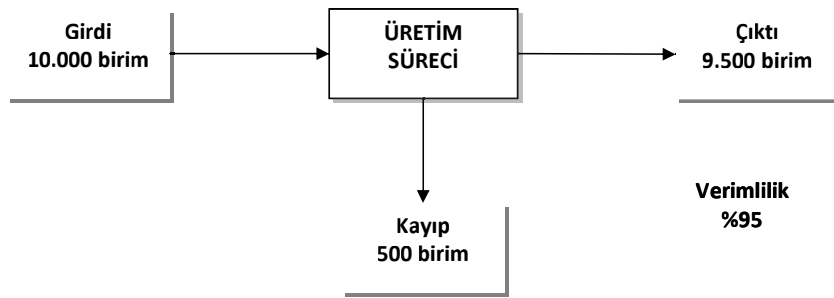 Girdi
10.000 birim
ÜRETİM
SÜRECİ
Çıktı
9.500 birim
Kayıp
500 birim
Verimlilik
%95